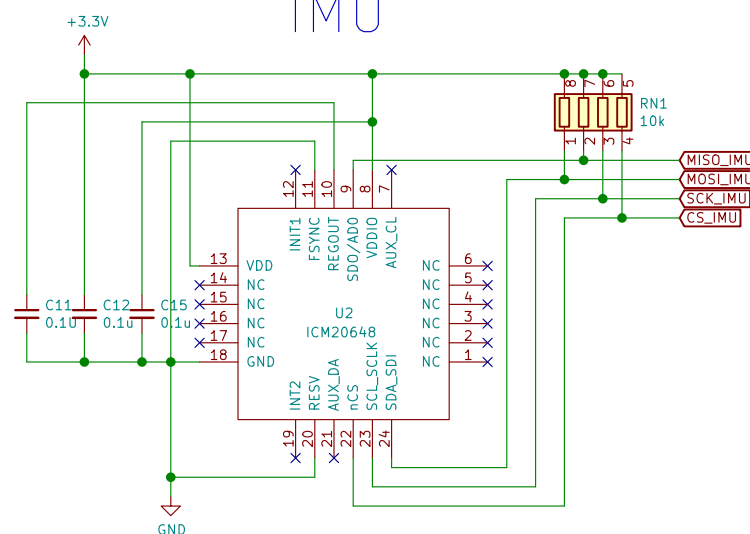 IMU
+3.3V
8
7
6
5
RN1
10k
1
2
3
4
MISO_IMU
MOSI_IMU
SCK_IMU
CS_IMU
12
11
10
9
8
7
INIT1
FSYNC
REGOUT
SDO/AD0
VDDIO
AUX_CL
13 VDD
14 NC
15 NC
16 NC
17 NC
18 GND
NC 6
NC 5
NC 4
NC 3
NC 2
NC 1
U2
ICM20648
C11
0.1U
C12
0.1u
C15
0.1u
INT2
RESV
AUX_DA
nCS
SCL_SCLK
SDA_SDI
19
20
21
22
23
24
GND